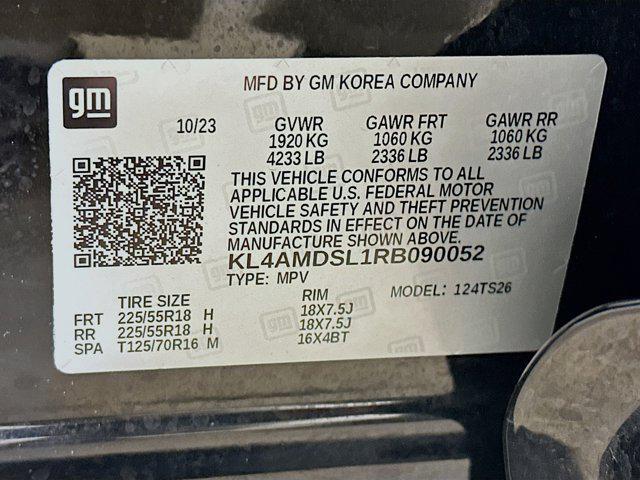 gm
MFD BY GM KOREA COMPANY
10/23 GVWR GAWR FRT GAWR RR
1920 KG 1060 KG 1060 KG
4233 LB 2336 LB 2336 LB
THIS VEHICLE CONFORMS TO ALL
APPLICABLE U.S. FEDERAL MOTOR
VEHICLE SAFETY AND THEFT PREVENTION
STANDARDS IN EFFECT ON THE DATE OF
MANUFACTURE SHOWN ABOVE.
KL4AMDSL1RB090052
TYPE: MPV MODEL: 124TS26
TIRE SIZE RIM
FRT 225/55R18 H 18X7.5J
RR 225/55R18 H 18X7.5J
SPA T125/70R16 M 16X4BT